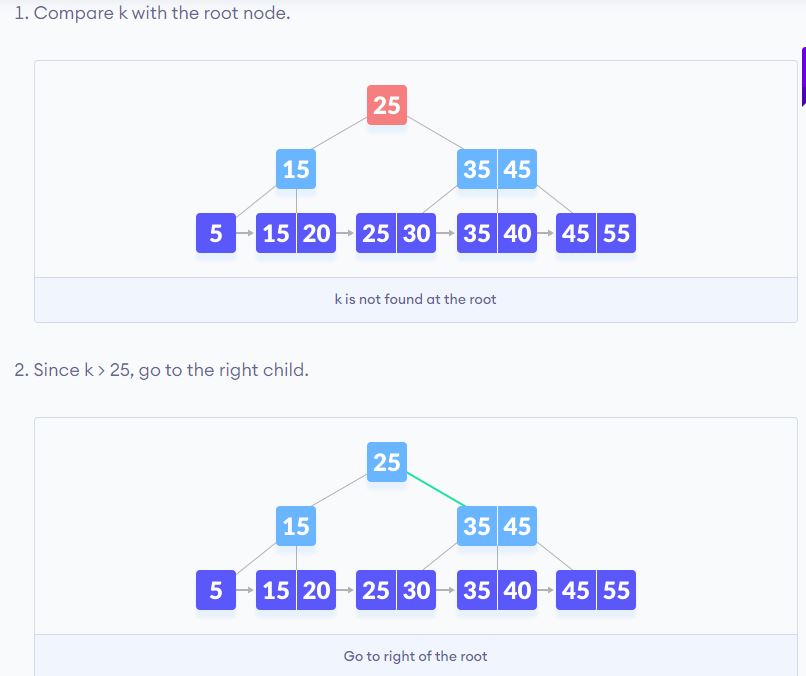 1. Compare k with the root node.
25
15 35 45
5 15 20 25 30 35 40 45 55
k is not found at the root
2. Since k > 25, go to the right child.
25
15 35 45
5 15 20 25 30 35 40 45 55
Go to right of the root